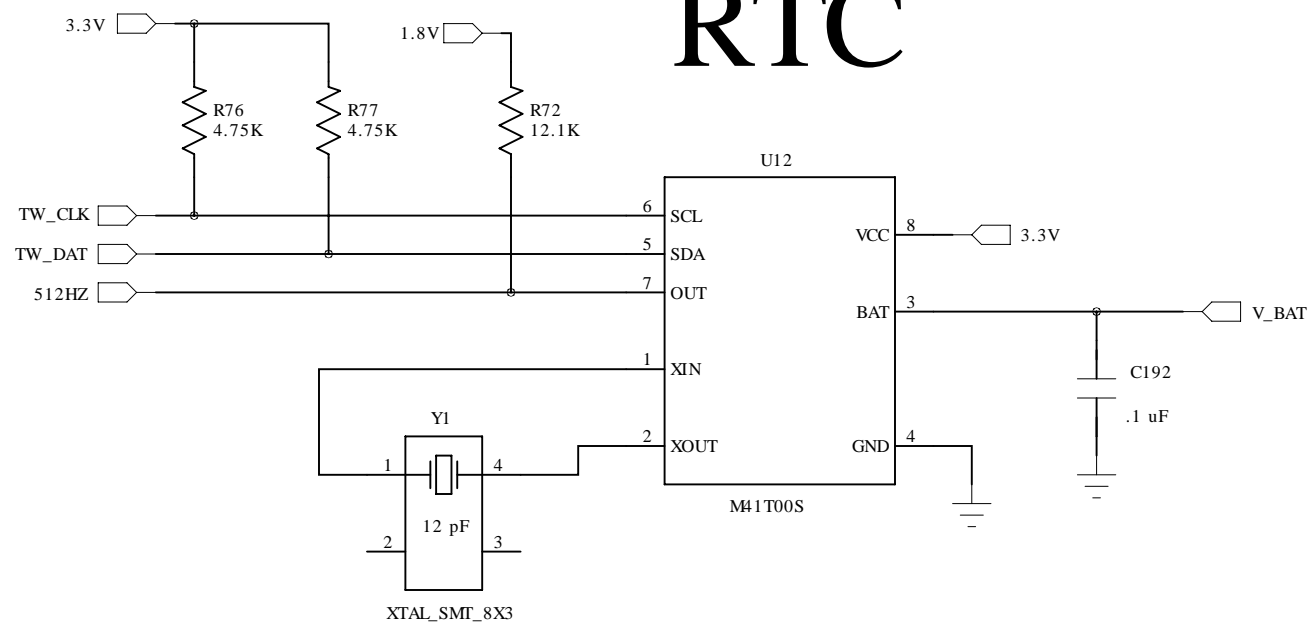 RTC
3.3V
1.8V
R76
4.75K
R77
4.75K
R72
12.1K
U12
TW_CLK
6
SCL
TW_DAT
5
SDA
512HZ
7
OUT
VCC
8
3.3V
BAT
3
V_BAT
1
XIN
C192
.1 uF
Y1
1
4
2
XOUT
GND
4
M41T00S
12 pF
2
3
XTAL_SMT_8X3